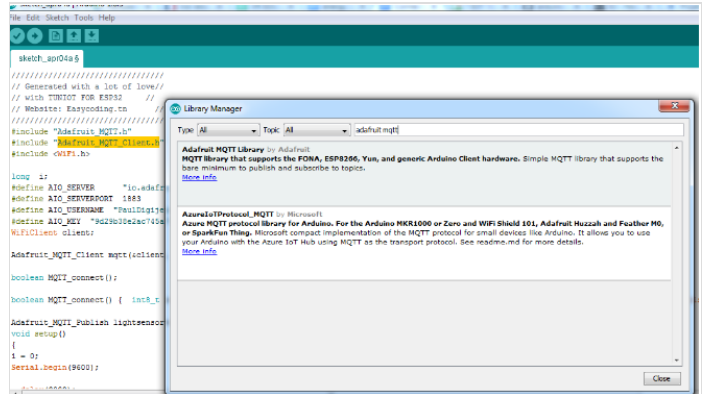 File Edit Sketch Tools Help
sketch_apr04a §
////////////////////////////////
// Generated with a lot of love//
// with TUNIOT FOR ESP32 //
// Website: Easycoding.tn //
////////////////////////////////
#include "Adafruit_MQTT.h"
#include "Adafruit_MQTT_Client.h"
#include <WiFi.h>
long i;
#define AIO_SERVER "io.adafr
#define AIO_SERVERPORT 1883
#define AIO_USERNAME "PaulDigije
#define AIO_KEY
WiFiClient client;
Adafruit_MQTT_Client mqtt(&client
boolean MQTT_connect();
boolean MQTT_connect() { int8_t
Adafruit_MQTT_Publish lightsensor
void setup()
{
i = 0;
Serial.begin(9600);
Library Manager
Type All Topic All adafruit mqtt
Adafruit MQTT Library by Adafruit
MQTT library that supports the FONA, ESP8266, Yun, and generic Arduino Client hardware. Simple MQTT library that supports the
bare minimum to publish and subscribe to topics.
More info
AzureIoTProtocol_MQTT by Microsoft
Azure MQTT protocol library for Arduino. For the Arduino MKR1000 or Zero and WiFi Shield 101, Adafruit Huzzah and Feather M0,
or SparkFun Thing. Microsoft compact implementation of the MQTT protocol for small devices like Arduino. It allows you to use
your Arduino with the Azure IoT Hub using MQTT as the transport protocol. See readme.md for more details.
More info
Close